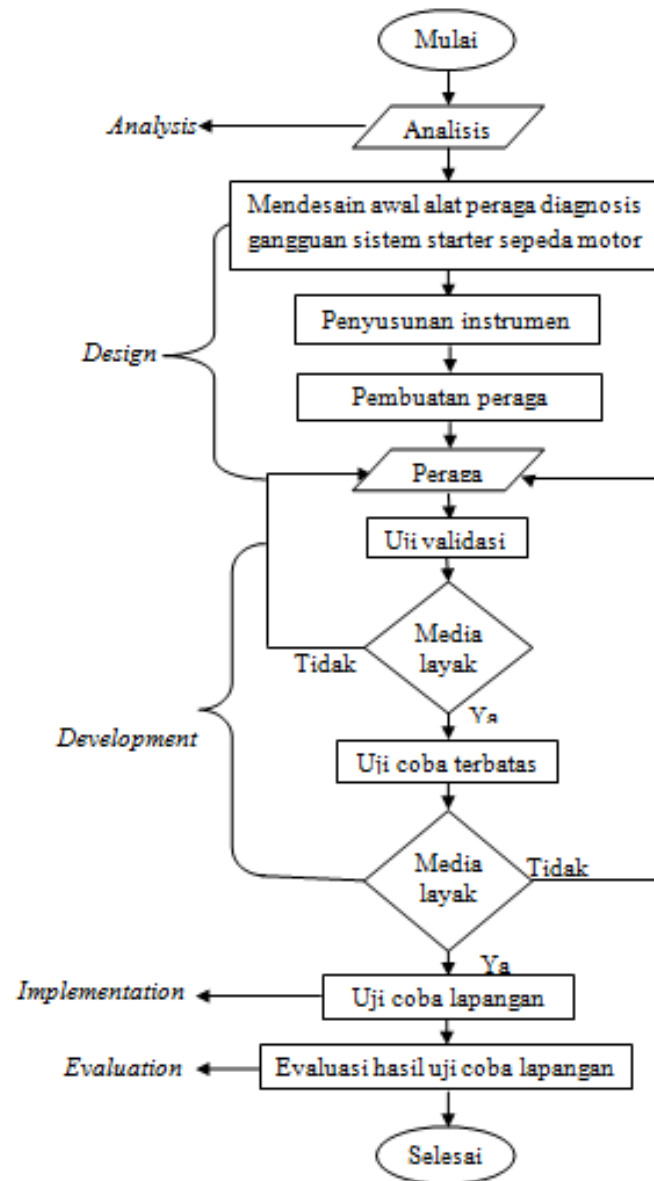 Mulai
Analysis
Analisis
Mendesain awal alat peraga diagnosis
gangguan sistem starter sepeda motor
Penyusunan instrumen
Design
Pembuatan peraga
Peraga
Uji validasi
Media
layak
Tidak
Ya
Development
Uji coba terbatas
Media
layak
Tidak
Ya
Implementation
Uji coba lapangan
Evaluation
Evaluasi hasil uji coba lapangan
Selesai